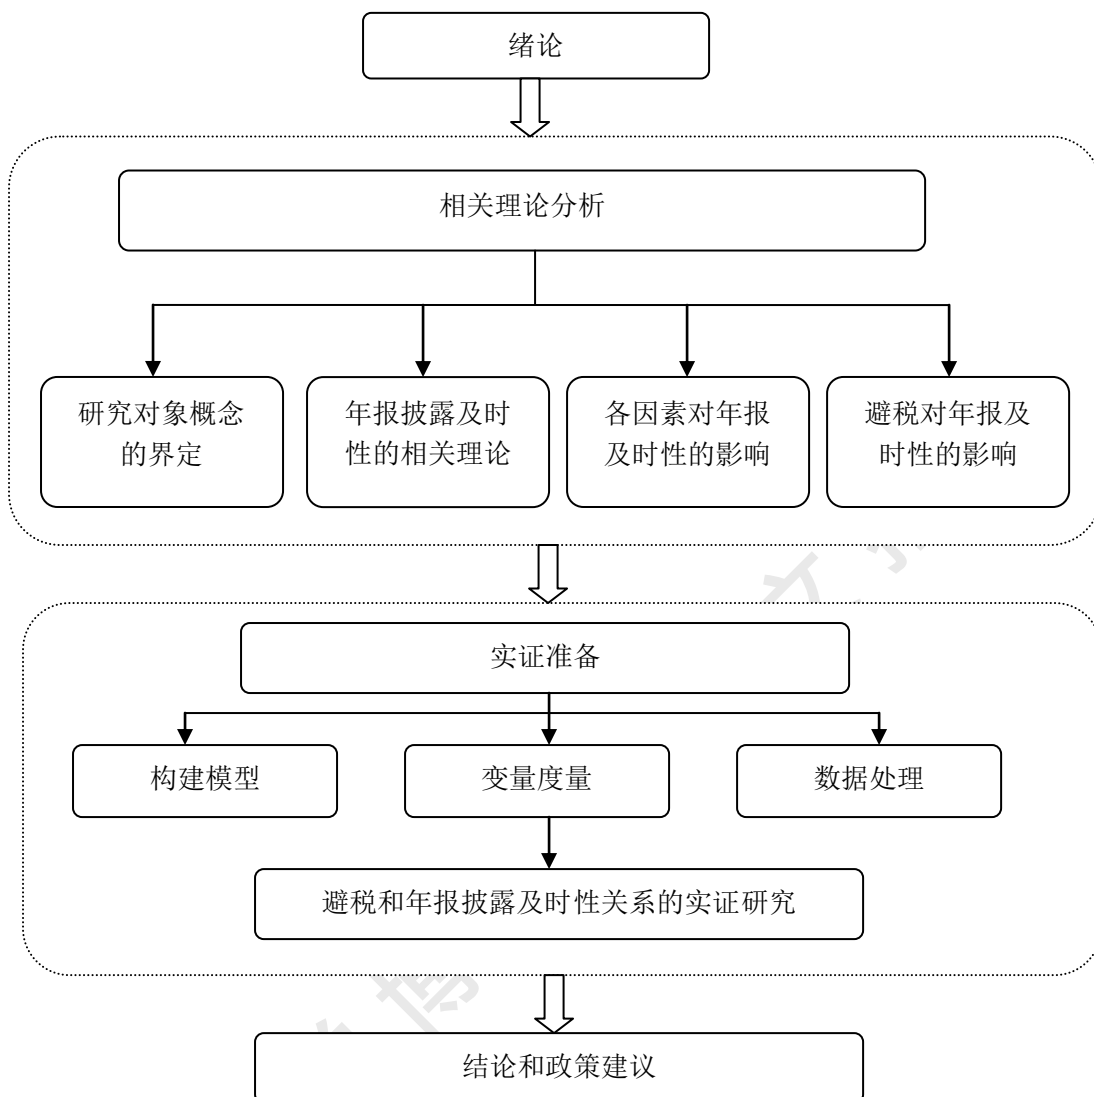 绪论
相关理论分析
研究对象概念
的界定
年报披露及时
性的相关理论
各因素对年报
及时性的影响
避税对年报及
时性的影响
实证准备
构建模型
变量度量
数据处理
避税和年报披露及时性关系的实证研究
结论和政策建议